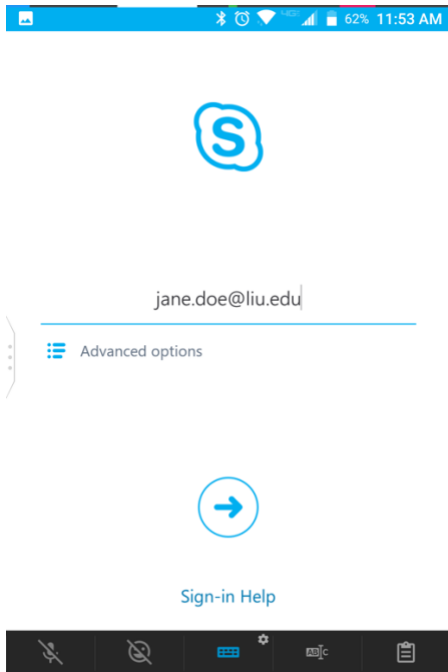 62% 11:53 AM
S
jane.doe@liu.edu
Advanced options
Sign-in Help